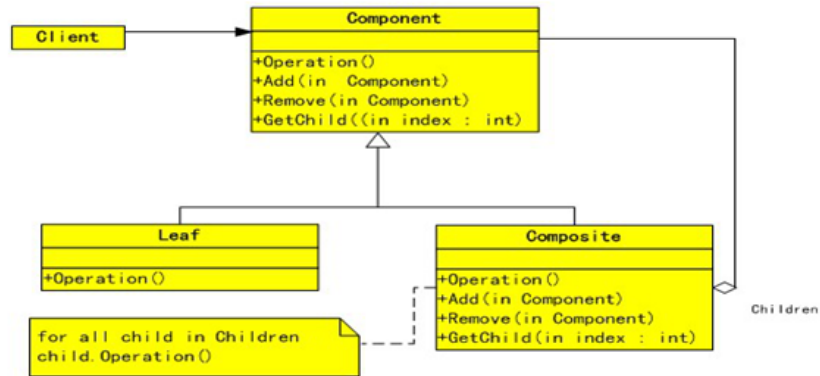 Component
Client
+Operation()
+Add(in  Component)
+Remove(in Component)
+GetChild((in index : int)
Leaf
+Operation()
Composite
+Operation()
+Add(in Component)
+Remove(in Component)
+GetChild(in index : int)
Children
for all child in Children
child.Operation()